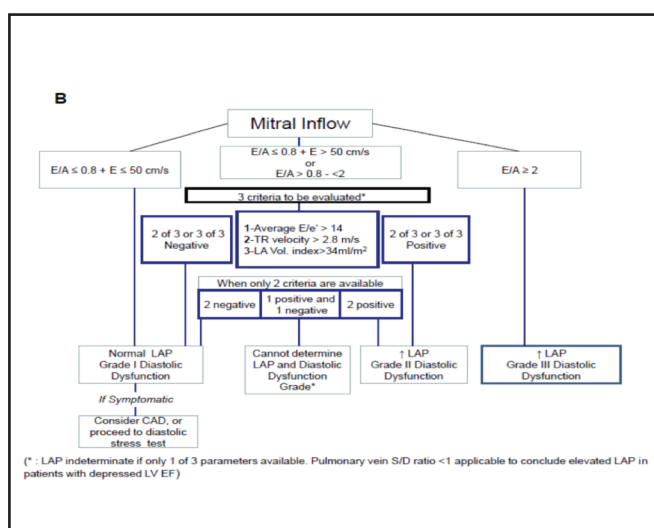 B
Mitral Inflow
E/A ≤ 0.8 + E ≤ 50 cm/s
E/A ≤ 0.8 + E > 50 cm/s
or
E/A > 0.8 - <2
E/A ≥ 2
3 criteria to be evaluated*
2 of 3 or 3 of 3
Negative
1-Average E/e' > 14
2-TR velocity > 2.8 m/s
3-LA Vol. index>34ml/m²
2 of 3 or 3 of 3
Positive
When only 2 criteria are available
2 negative
1 positive and
1 negative
2 positive
Normal LAP
Grade I Diastolic
Dysfunction
Cannot determine
LAP and Diastolic
Dysfunction
Grade*
↑ LAP
Grade II Diastolic
Dysfunction
↑ LAP
Grade III Diastolic
Dysfunction
If Symptomatic
Consider CAD, or
proceed to diastolic
stress test
(* : LAP indeterminate if only 1 of 3 parameters available. Pulmonary vein S/D ratio <1 applicable to conclude elevated LAP in
patients with depressed LV EF)